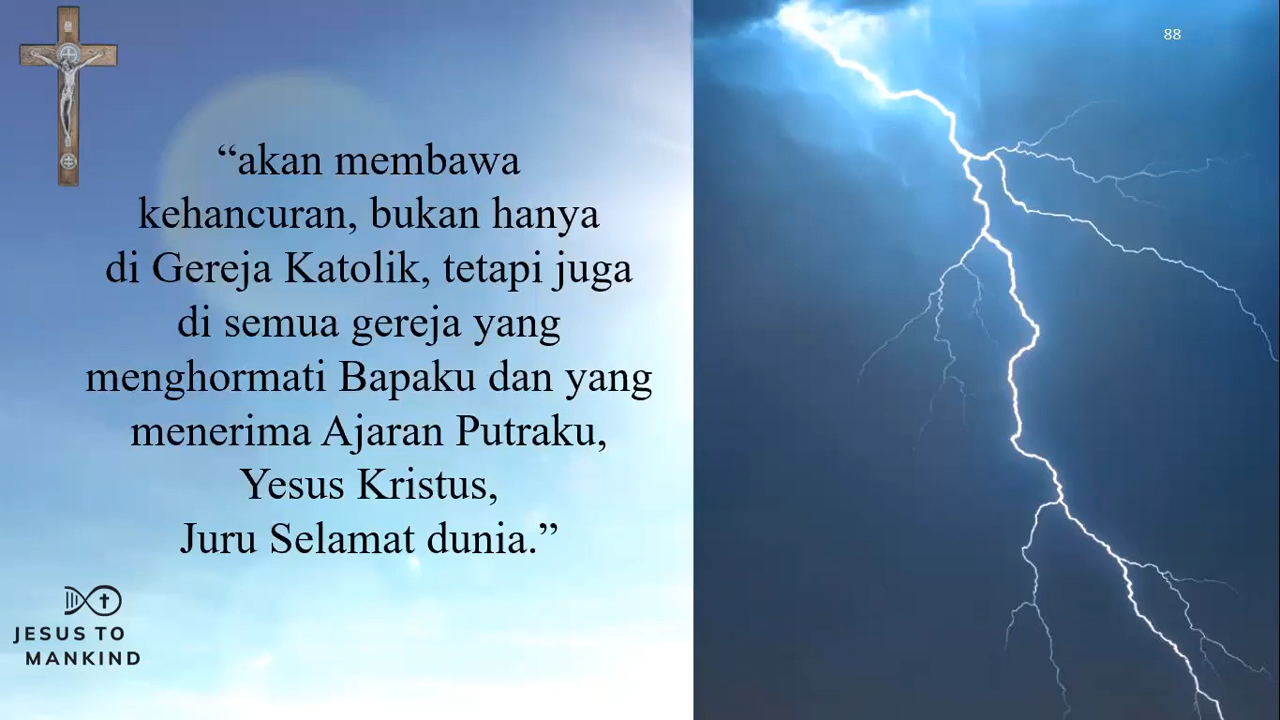 88
“akan membawa
kehancuran, bukan hanya
di Gereja Katolik, tetapi juga
di semua gereja yang
menghormati Bapaku dan yang
menerima Ajaran Putraku,
Yesus Kristus,
Juru Selamat dunia.”
JESUS TO
MANKIND